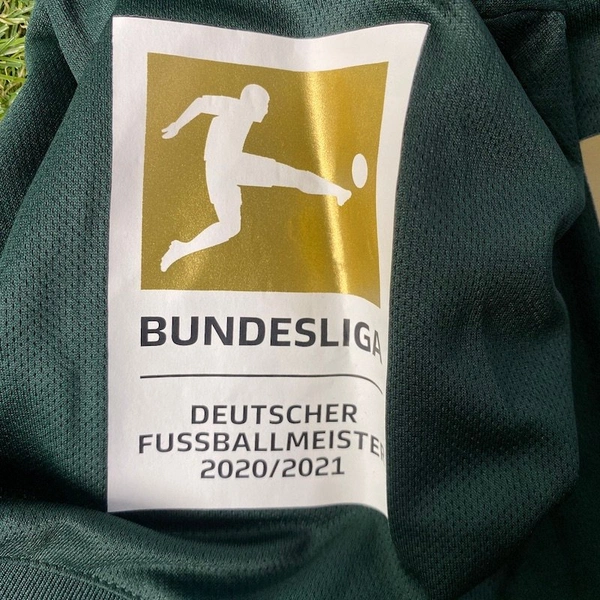 BUNDESLIGA
DEUTSCHER
FUSSBALLMEISTER
2020/2021